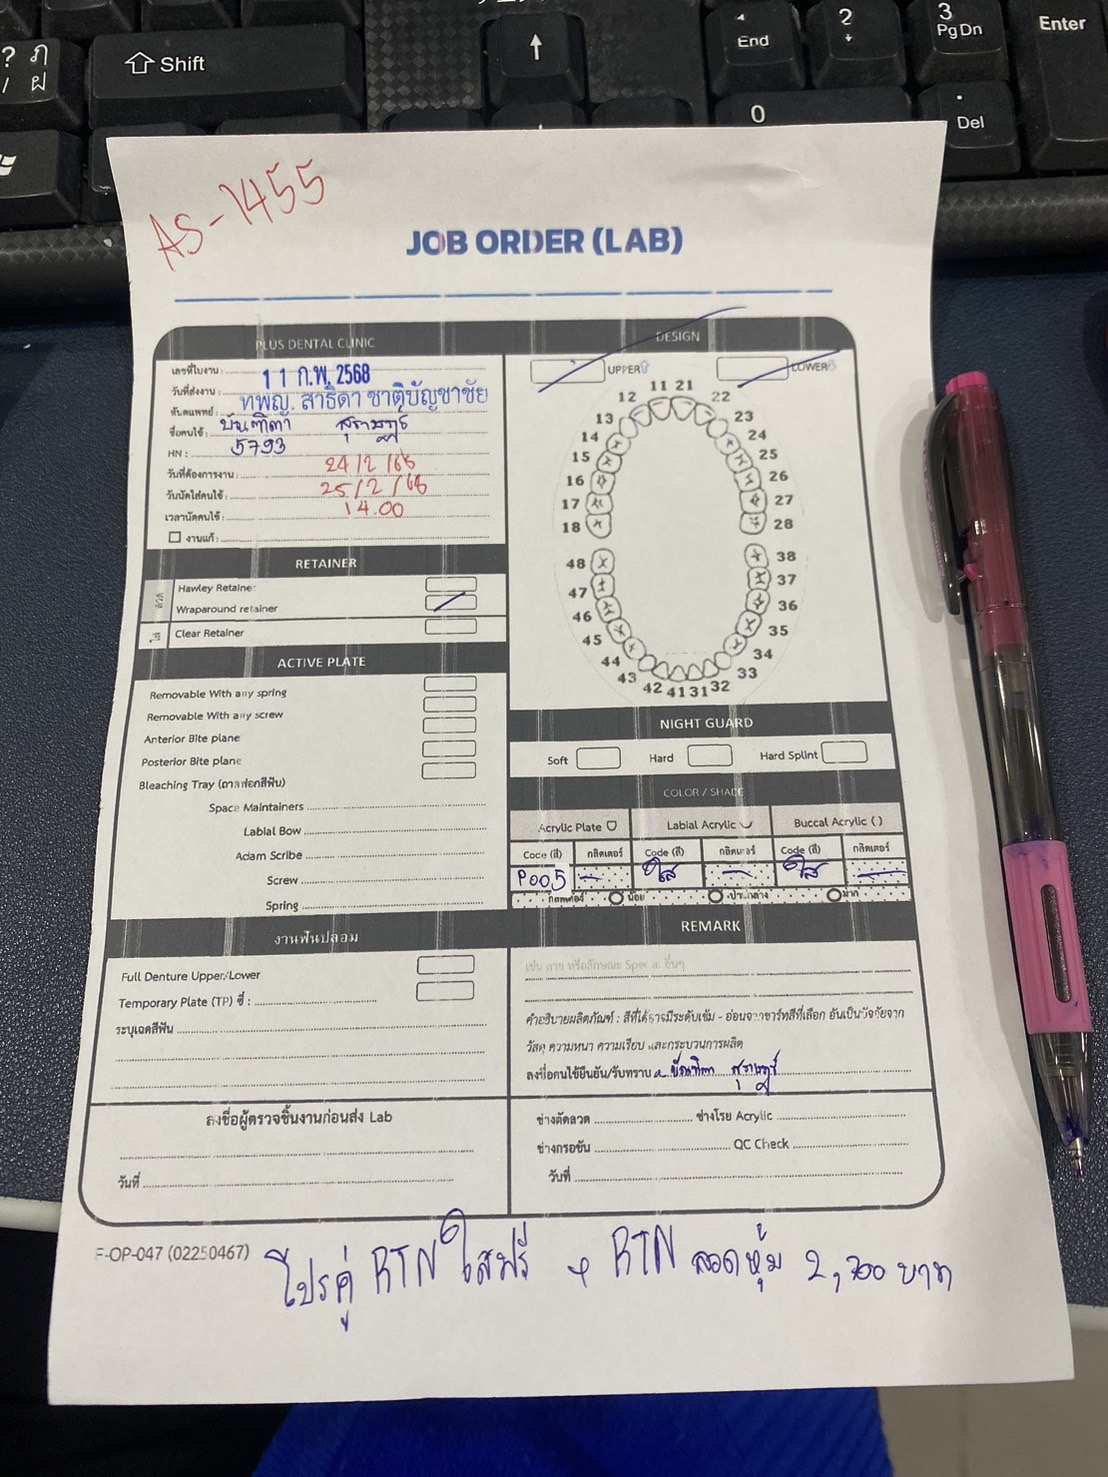 ? ภ
/ ฝ
Shift
End
2
3
PgDn
Enter
0
.
Del
AS-1455
JOB ORDER (LAB)
PLUS DENTAL CLINIC
เลขที่ใบงาน :
วันที่ส่งงาน : 11 ก.พ. 2568
ทันตแพทย์ : ทพญ. สาธิดา ชาติบัญชาชัย
ชื่อคนไข้ :
HN : 5793
วันที่ต้องการงาน : 24/2/68
วันนัดใส่คนไข้ : 25/2/68
เวลานัดคนไข้ : 14.00
งานแก้ :
RETAINER
ลวด
Hawley Retainer
Wraparound retainer
ใส
Clear Retainer
ACTIVE PLATE
Removable With any spring
Removable With any screw
Anterior Bite plane
Posterior Bite plane
Bleaching Tray (ถาดฟอกสีฟัน)
Space Maintainers
Labial Bow
Adam Scribe
Screw
Spring
งานฟันปลอม
Full Denture Upper/Lower
Temporary Plate (TP) ซี่ :
ระบุเฉดสีฟัน
ลงชื่อผู้ตรวจชิ้นงานก่อนส่ง Lab
วันที่
DESIGN
UPPER
LOWER
11 21
12 22
13 23
14 24
15 25
16 26
17 27
18 28
48 38
47 37
46 36
45 35
44 34
43 33
42 41 31 32
NIGHT GUARD
Soft Hard Hard Splint
COLOR / SHADE
Acrylic Plate Labial Acrylic Buccal Acrylic ( )
Code (สี) กลิตเตอร์ Code (สี) กลิตเตอร์ Code (สี) กลิตเตอร์
P005 — ใส — ใส —
กลิตเตอร์ น้อย ปานกลาง มาก
REMARK
เช่น ลาย หรือลักษณะ Special อื่นๆ
คำอธิบายผลิตภัณฑ์ : สีที่ได้อาจมีระดับเข้ม - อ่อนจากชาร์ทสีที่เลือก อันเป็นปัจจัยจาก
วัสดุ ความหนา ความเรียบ และกระบวนการผลิต
ลงชื่อคนไข้ยืนยัน/รับทราบ
ช่างดัดลวด ช่างโรย Acrylic
ช่างกรอขัน QC Check
วันที่
F-OP-047 (02250467)
โปรคู่ RTN ใสฟรี + RTN ลวดหุ้ม 2,700 บาท